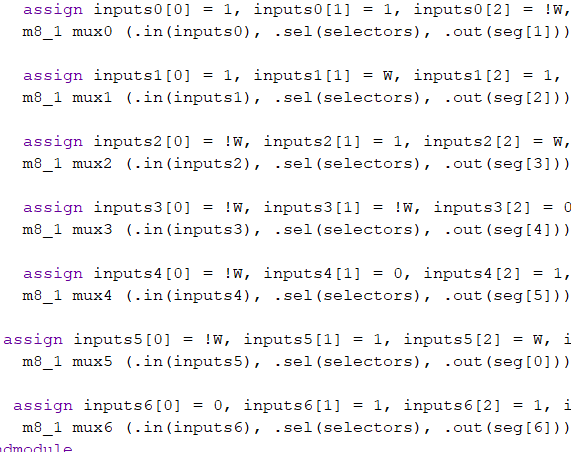 assign inputs0[0] = 1, inputs0[1] = 1, inputs0[2] = !W,
m8_1 mux0 (.in(inputs0), .sel(selectors), .out(seg[1]))
assign inputs1[0] = 1, inputs1[1] = W, inputs1[2] = 1,
m8_1 mux1 (.in(inputs1), .sel(selectors), .out(seg[2]))
assign inputs2[0] = !W, inputs2[1] = 1, inputs2[2] = W,
m8_1 mux2 (.in(inputs2), .sel(selectors), .out(seg[3]))
assign inputs3[0] = !W, inputs3[1] = !W, inputs3[2] = 0
m8_1 mux3 (.in(inputs3), .sel(selectors), .out(seg[4]))
assign inputs4[0] = !W, inputs4[1] = 0, inputs4[2] = 1,
m8_1 mux4 (.in(inputs4), .sel(selectors), .out(seg[5]))
assign inputs5[0] = !W, inputs5[1] = 1, inputs5[2] = W, i
m8_1 mux5 (.in(inputs5), .sel(selectors), .out(seg[0]))
assign inputs6[0] = 0, inputs6[1] = 1, inputs6[2] = 1, i
m8_1 mux6 (.in(inputs6), .sel(selectors), .out(seg[6]))
ndmodule